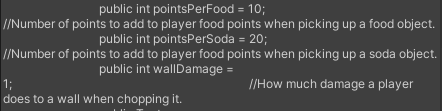 public int pointsPerFood = 10;
//Number of points to add to player food points when picking up a food object.
public int pointsPerSoda = 20;
//Number of points to add to player food points when picking up a soda object.
public int wallDamage =
1; //How much damage a player
does to a wall when chopping it.